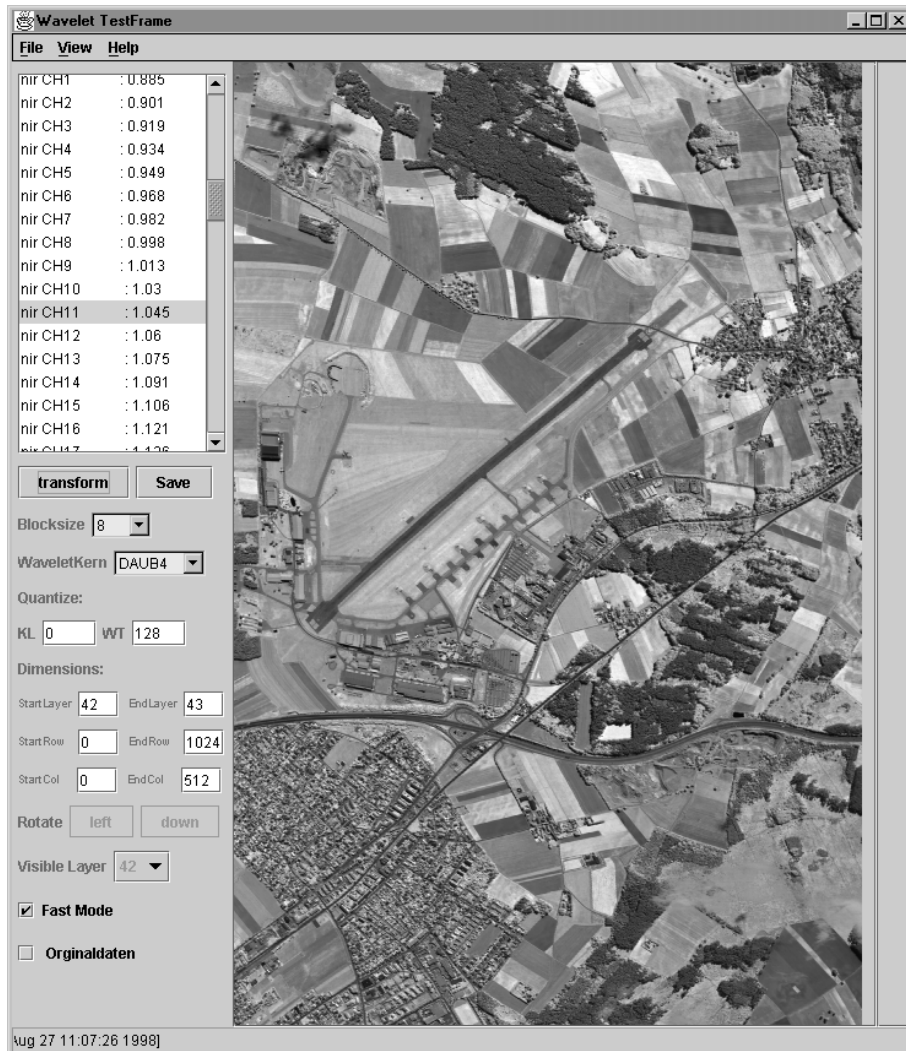 Wavelet TestFrame
File View Help
nir CH1 : 0.885
nir CH2 : 0.901
nir CH3 : 0.919
nir CH4 : 0.934
nir CH5 : 0.949
nir CH6 : 0.968
nir CH7 : 0.982
nir CH8 : 0.998
nir CH9 : 1.013
nir CH10 : 1.03
nir CH11 : 1.045
nir CH12 : 1.06
nir CH13 : 1.075
nir CH14 : 1.091
nir CH15 : 1.106
nir CH16 : 1.121
nir CH17 : 1.136
transform Save
Blocksize 8
WaveletKern DAUB4
Quantize:
KL 0 WT 128
Dimensions:
StartLayer 42 EndLayer 43
StartRow 0 EndRow 1024
StartCol 0 EndCol 512
Rotate left down
Visible Layer 42
Fast Mode
Orginaldaten
Aug 27 11:07:26 1998]